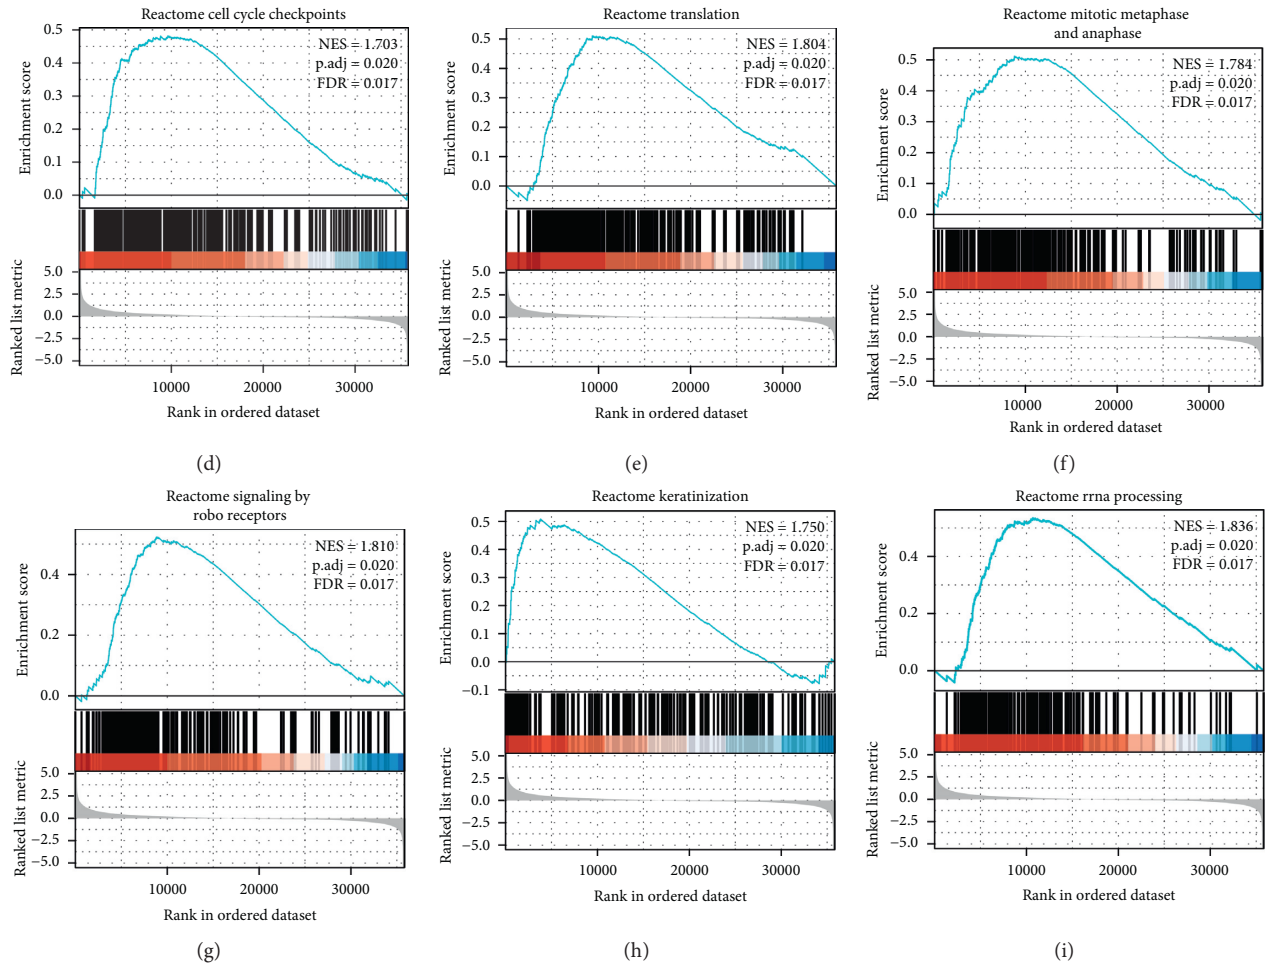 Reactome cell cycle checkpoints
NES = 1.703
p.adj = 0.020
FDR = 0.017
Enrichment score
0.5
0.4
0.3
0.2
0.1
0.0
Ranked list metric
5.0
2.5
0.0
−2.5
−5.0
10000 20000 30000
Rank in ordered dataset
(d)
Reactome translation
NES = 1.804
p.adj = 0.020
FDR = 0.017
Enrichment score
0.5
0.4
0.3
0.2
0.1
0.0
Ranked list metric
5.0
2.5
0.0
−2.5
−5.0
10000 20000 30000
Rank in ordered dataset
(e)
Reactome mitotic metaphase
and anaphase
NES = 1.784
p.adj = 0.020
FDR = 0.017
Enrichment score
0.5
0.4
0.3
0.2
0.1
0.0
Ranked list metric
5.0
2.5
0.0
−2.5
−5.0
10000 20000 30000
Rank in ordered dataset
(f)
Reactome signaling by
robo receptors
NES = 1.810
p.adj = 0.020
FDR = 0.017
Enrichment score
0.4
0.2
0.0
Ranked list metric
5.0
2.5
0.0
−2.5
−5.0
10000 20000 30000
Rank in ordered dataset
(g)
Reactome keratinization
NES = 1.750
p.adj = 0.020
FDR = 0.017
Enrichment score
0.5
0.4
0.3
0.2
0.1
0.0
−0.1
Ranked list metric
5.0
2.5
0.0
−2.5
−5.0
10000 20000 30000
Rank in ordered dataset
(h)
Reactome rrna processing
NES = 1.836
p.adj = 0.020
FDR = 0.017
Enrichment score
0.4
0.2
0.0
Ranked list metric
5.0
2.5
0.0
−2.5
−5.0
10000 20000 30000
Rank in ordered dataset
(i)